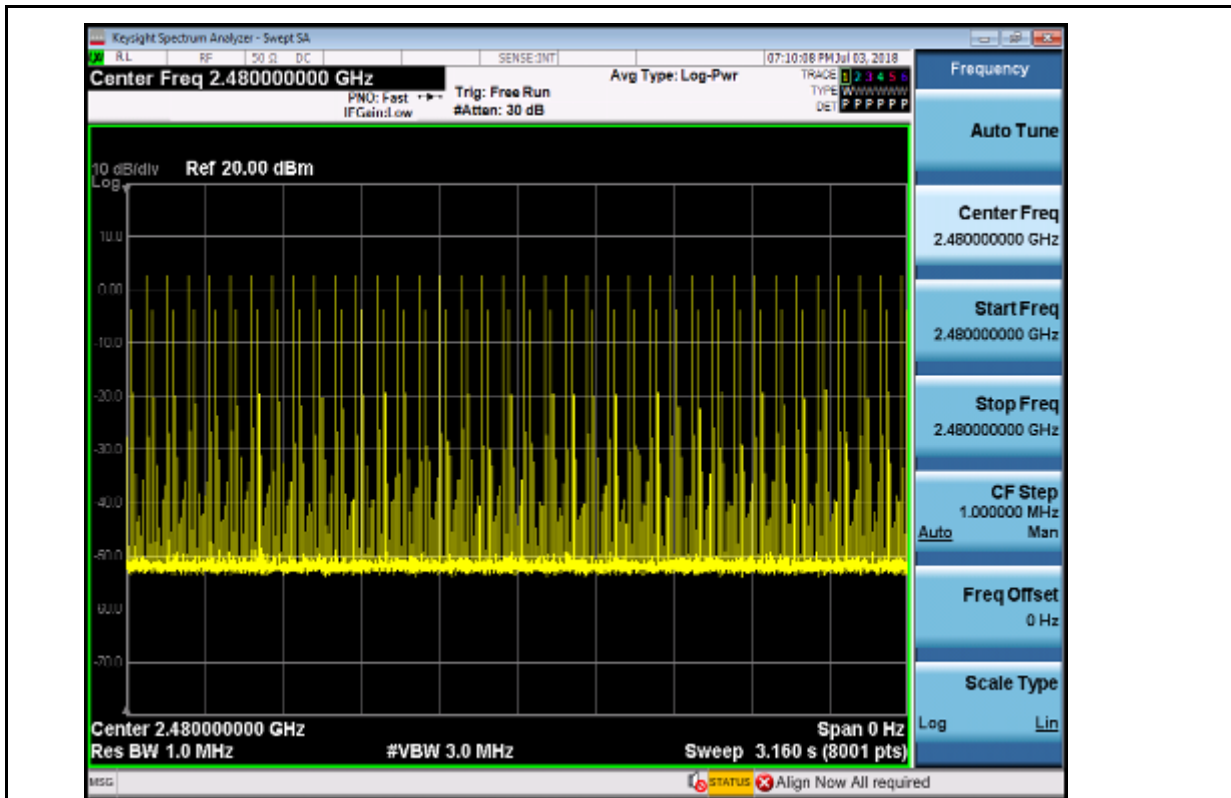 Keysight Spectrum Analyzer - Swept SA
RL RF 50 Ω DC SENSE:INT 07:10:08 PM Jul 03, 2018
Center Freq 2.480000000 GHz
Avg Type: Log-Pwr
TRACE 1 2 3 4 5 6
PNO: Fast
Trig: Free Run
TYPE WWWWWW
IFGain:Low
#Atten: 30 dB
DET P P P P P P
10 dB/div Ref 20.00 dBm
Log
10.0
0.00
-10.0
-20.0
-30.0
-40.0
-50.0
-60.0
-70.0
Center 2.480000000 GHz Span 0 Hz
Res BW 1.0 MHz #VBW 3.0 MHz Sweep 3.160 s (8001 pts)
MSG STATUS Align Now All required
Frequency
Auto Tune
Center Freq
2.480000000 GHz
Start Freq
2.480000000 GHz
Stop Freq
2.480000000 GHz
CF Step
1.000000 MHz
Auto Man
Freq Offset
0 Hz
Scale Type
Log Lin